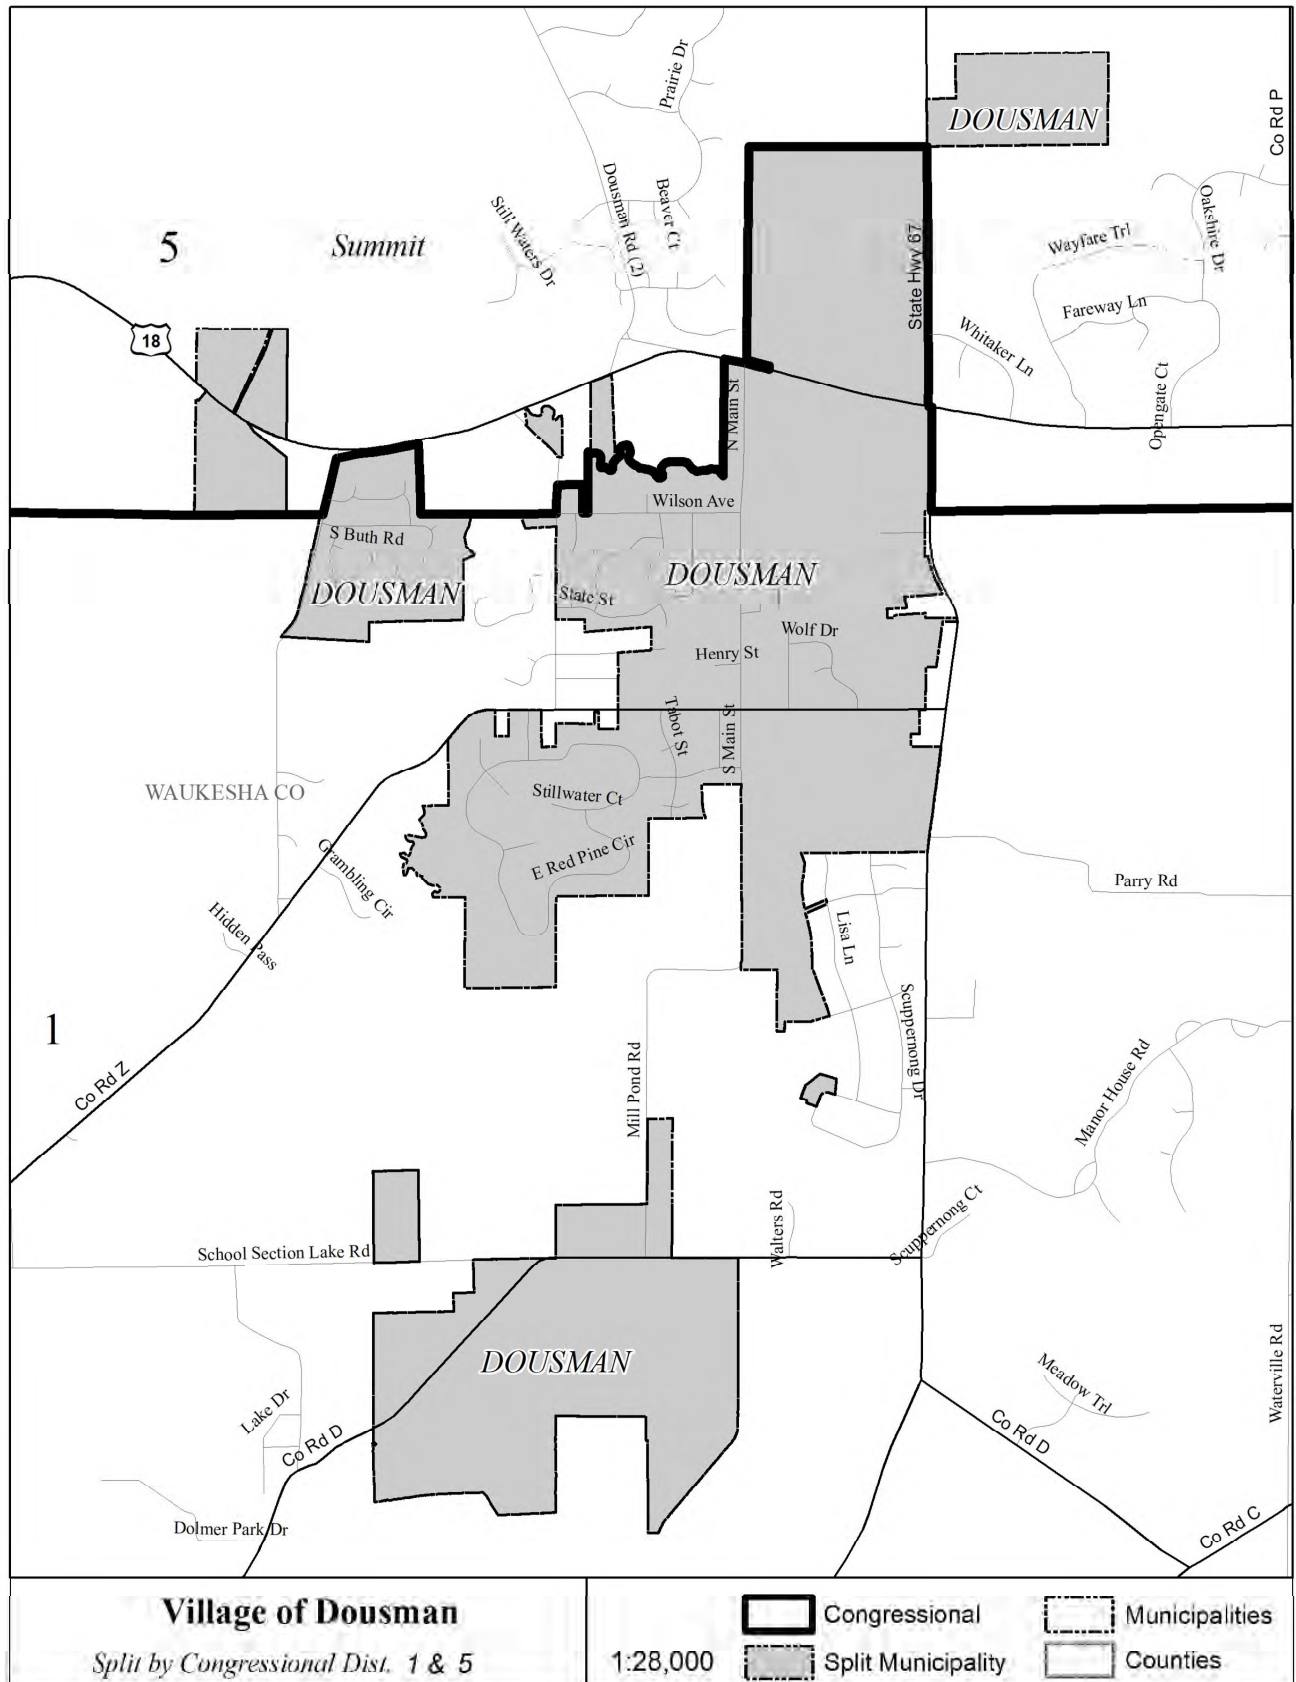 Prairie Dr
DOUSMAN
Co Rd P
Dousman Rd (2)
Beaver Ct
Still Waters Dr
Oakshire Dr
5
Summit
State Hwy 67
Wayfare Trl
18
Fareway Ln
Whitaker Ln
Opengate Ct
N Main St
Wilson Ave
S Buth Rd
DOUSMAN
DOUSMAN
State St
Wolf Dr
Henry St
Tabot St
S Main St
WAUKESHA CO
Stillwater Ct
E Red Pine Cir
Grambling Cir
Parry Rd
Hidden Pass
Lisa Ln
Scuppernong Dr
1
Mill Pond Rd
Co Rd Z
Manor House Rd
Walters Rd
Scuppernong Ct
School Section Lake Rd
DOUSMAN
Waterville Rd
Meadow Trl
Lake Dr
Co Rd D
Co Rd D
Dolmer Park Dr
Co Rd C
Village of Dousman
Split by Congressional Dist. 1 & 5
1:28,000
Congressional
Split Municipality
Municipalities
Counties